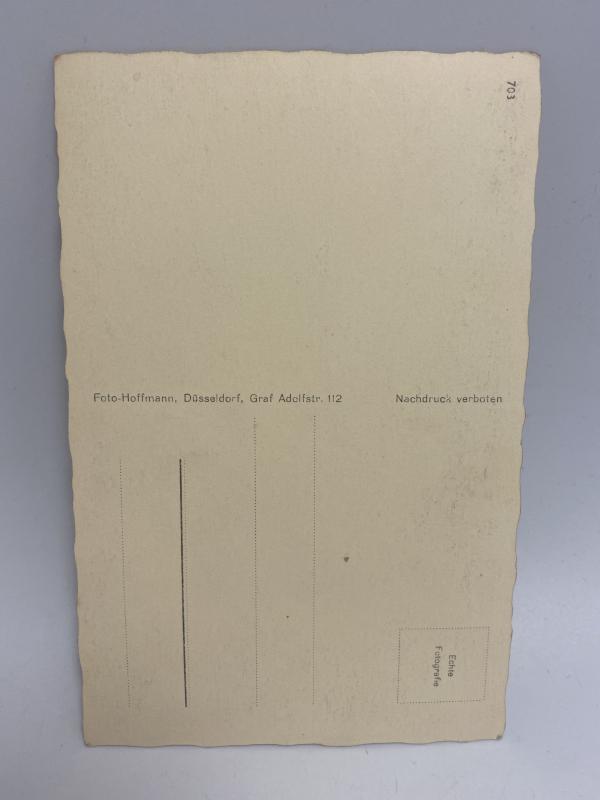 703
Foto-Hoffmann, Düsseldorf, Graf Adolfstr. 112
Nachdruck verboten
Echte
Fotografie